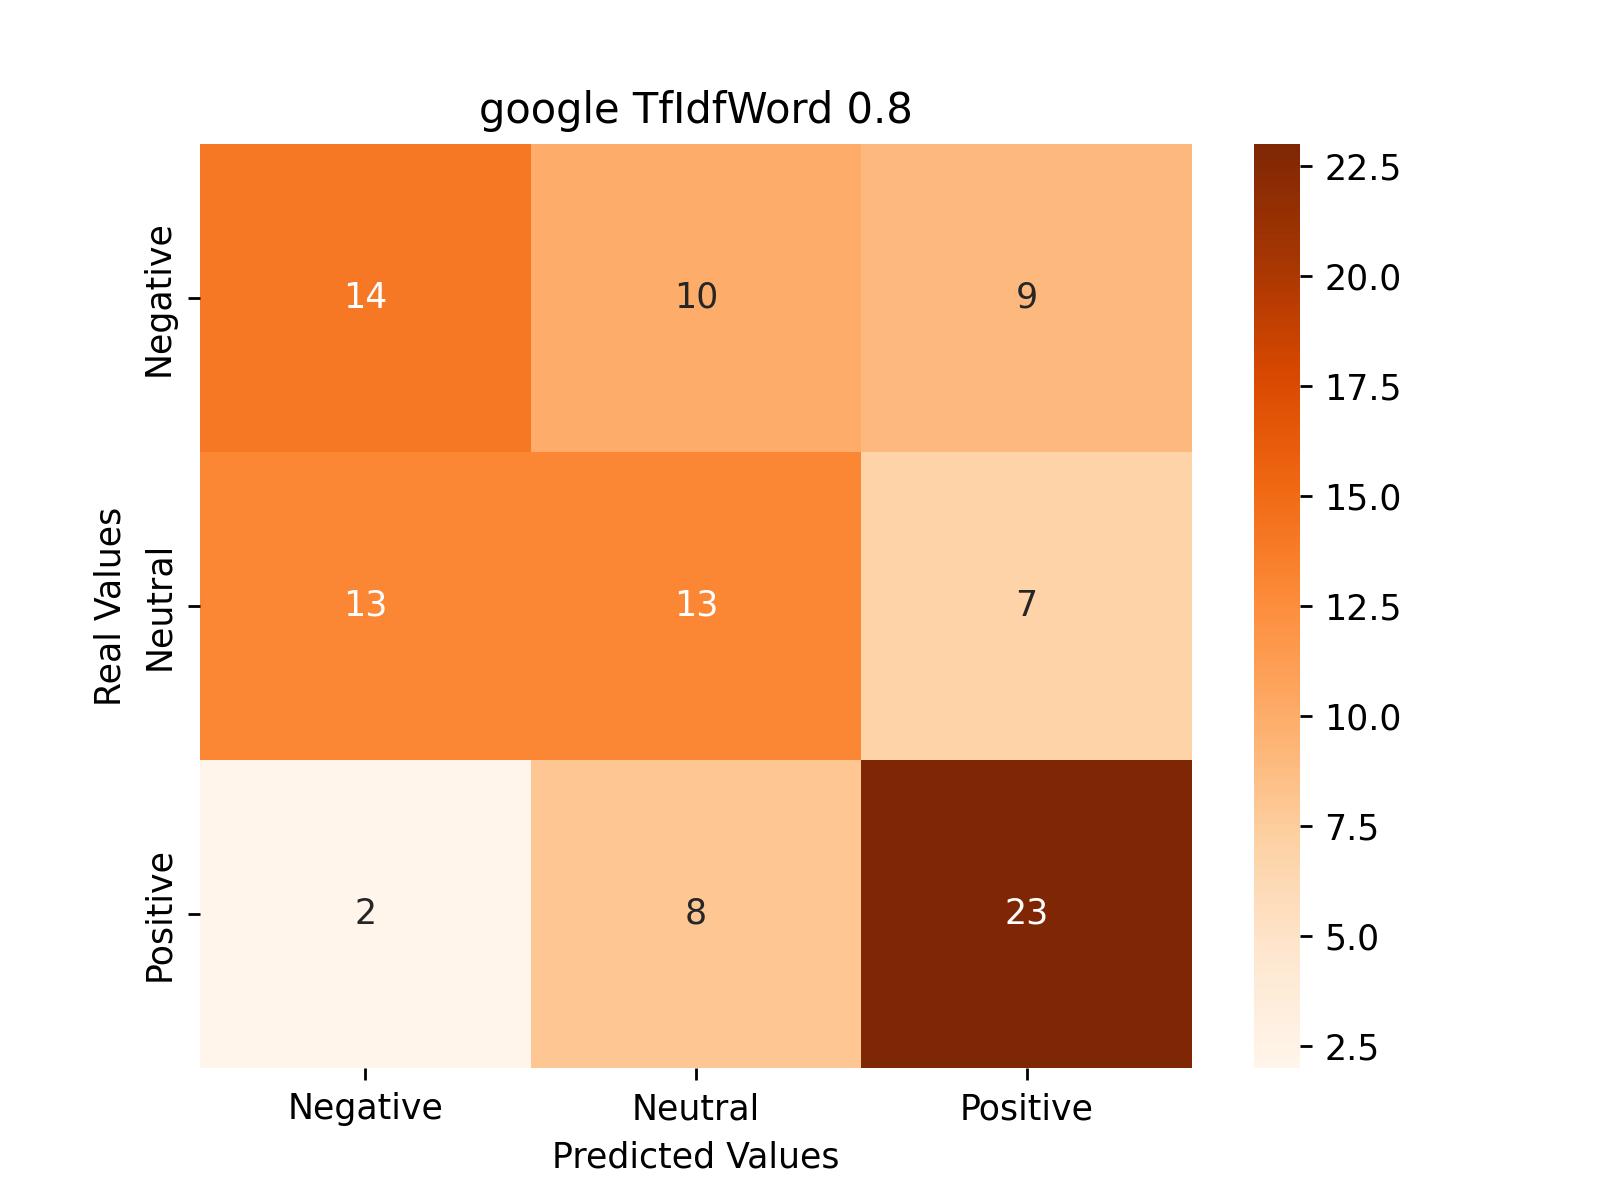 google TfIdfWord 0.8
Real Values
Negative
14 10 9
Neutral
13 13 7
Positive
2 8 23
Negative Neutral Positive
Predicted Values
22.5
20.0
17.5
15.0
12.5
10.0
7.5
5.0
2.5